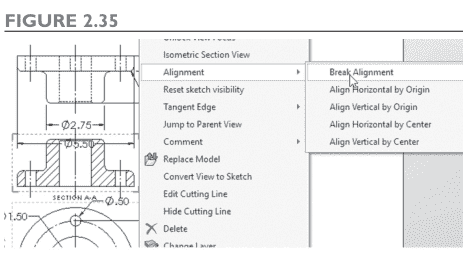 FIGURE 2.35
Isometric Section View
Alignment
Reset sketch visibility
Tangent Edge
Jump to Parent View
Comment
Replace Model
Convert View to Sketch
Edit Cutting Line
Hide Cutting Line
Delete
Change Layer
Break Alignment
Align Horizontal by Origin
Align Vertical by Origin
Align Horizontal by Center
Align Vertical by Center
Ø2.75
Ø5.50
SECTION A-A
Ø.50
1.50